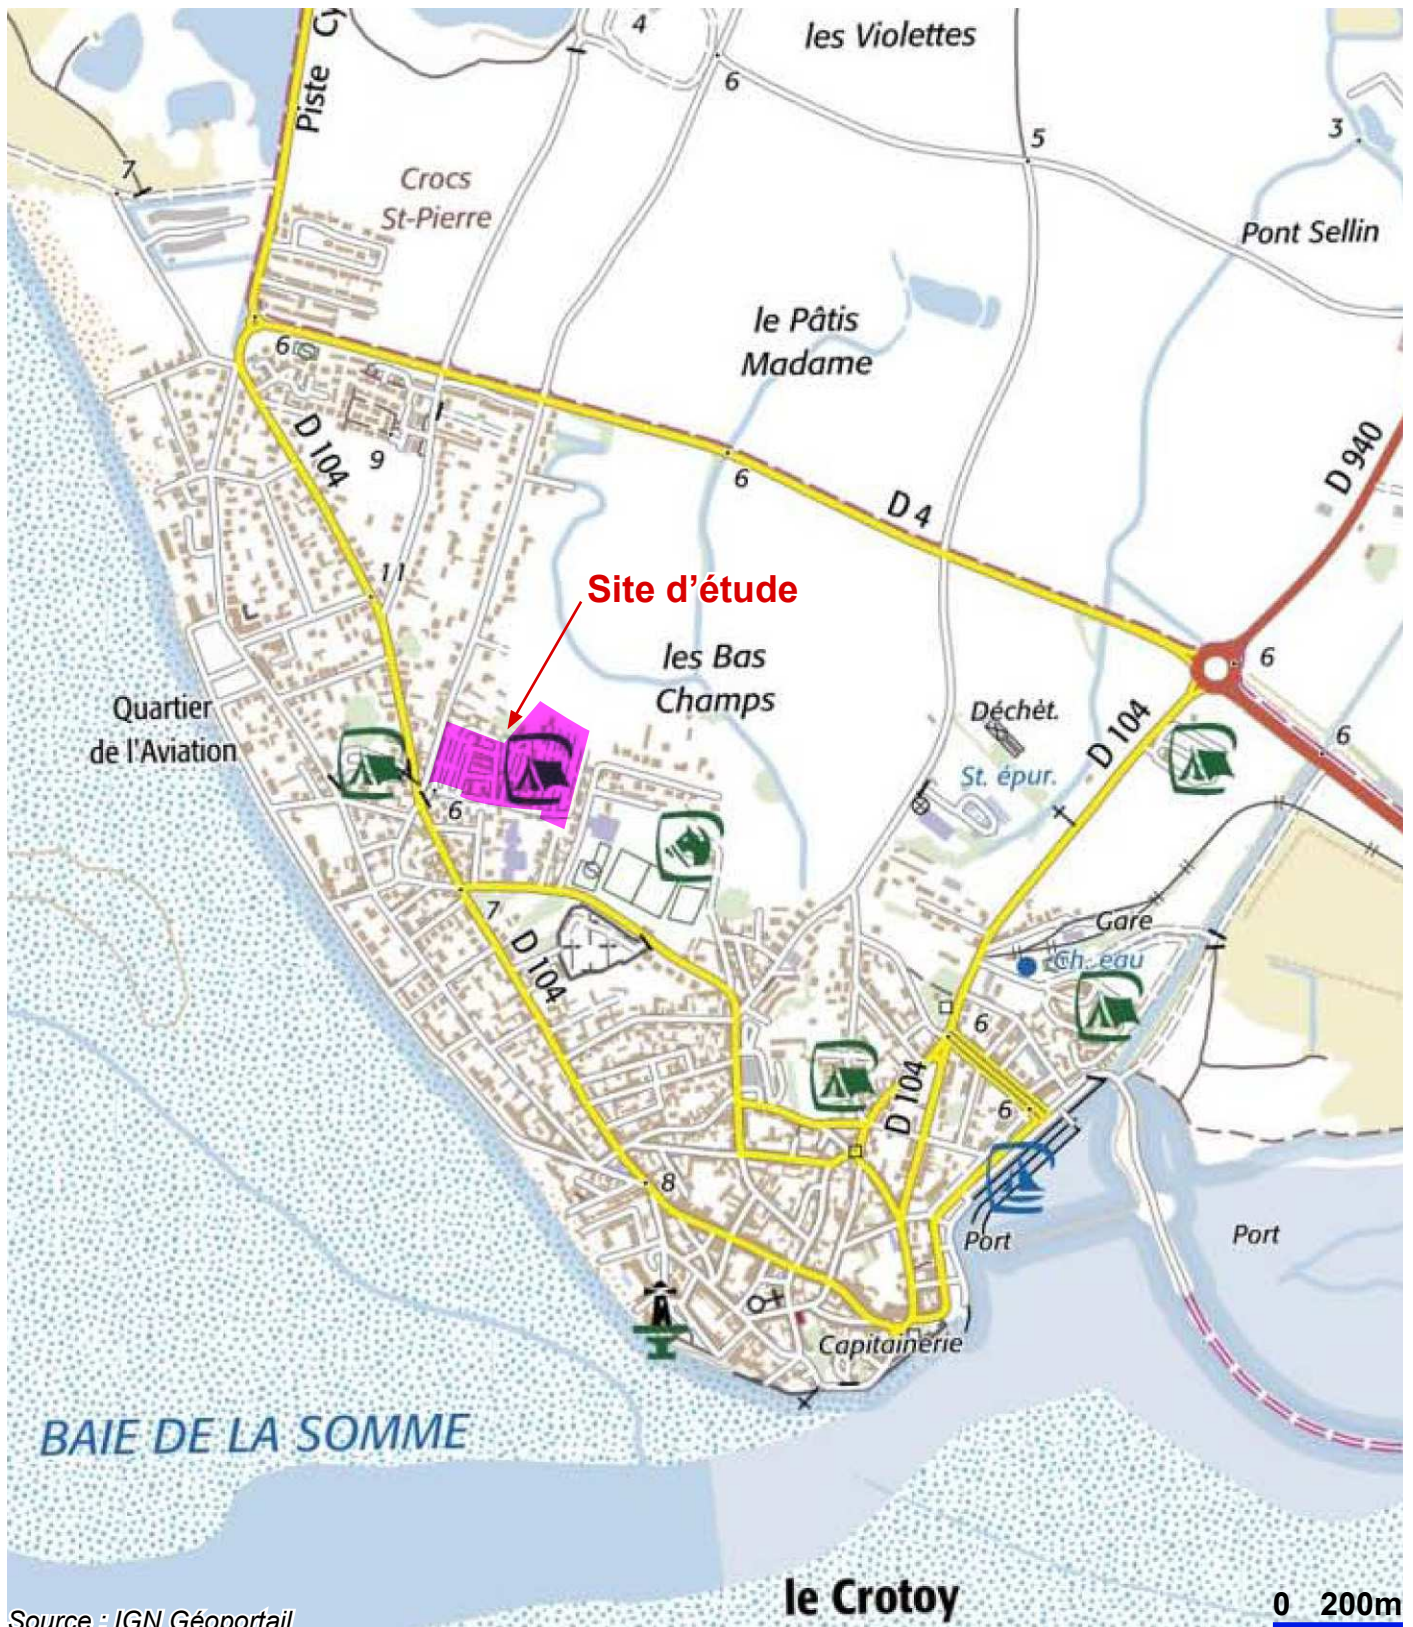 Piste Cy
4
les Violettes
6
5
3
7
Crocs
St-Pierre
Pont Sellin
le Pâtis
Madame
6
D 104
9
6
D 940
D 4
11
Site d'étude
les Bas
Champs
6
Quartier
de l'Aviation
Déchèt.
D 104
6
St. épur.
6
7
D 104
Gare
Ch. eau
6
D 104
6
8
Port
Port
Capitainerie
BAIE DE LA SOMME
le Crotoy
0 200m
Source : IGN Géoportail